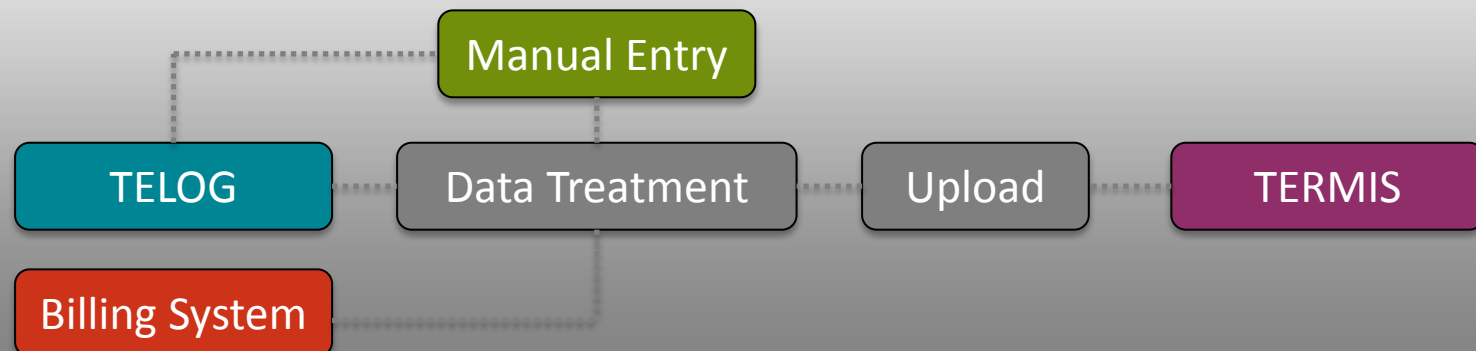 Manual Entry
TELOG
Data Treatment
Upload
TERMIS
Billing System